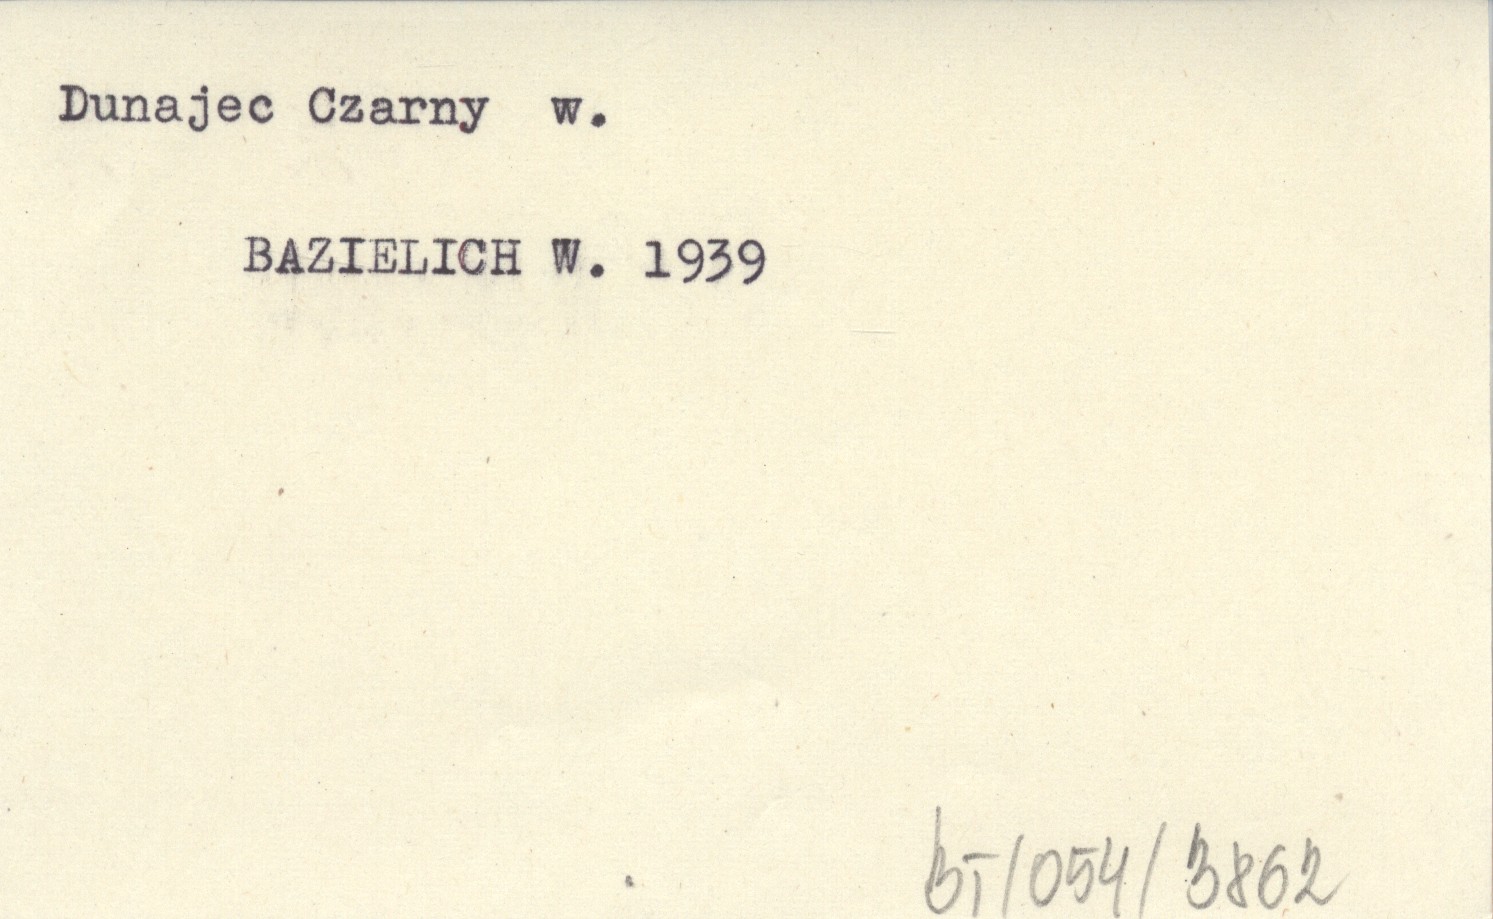 Dunajec Czarny w.
BAZIELICH W. 1939
BT/054/3862